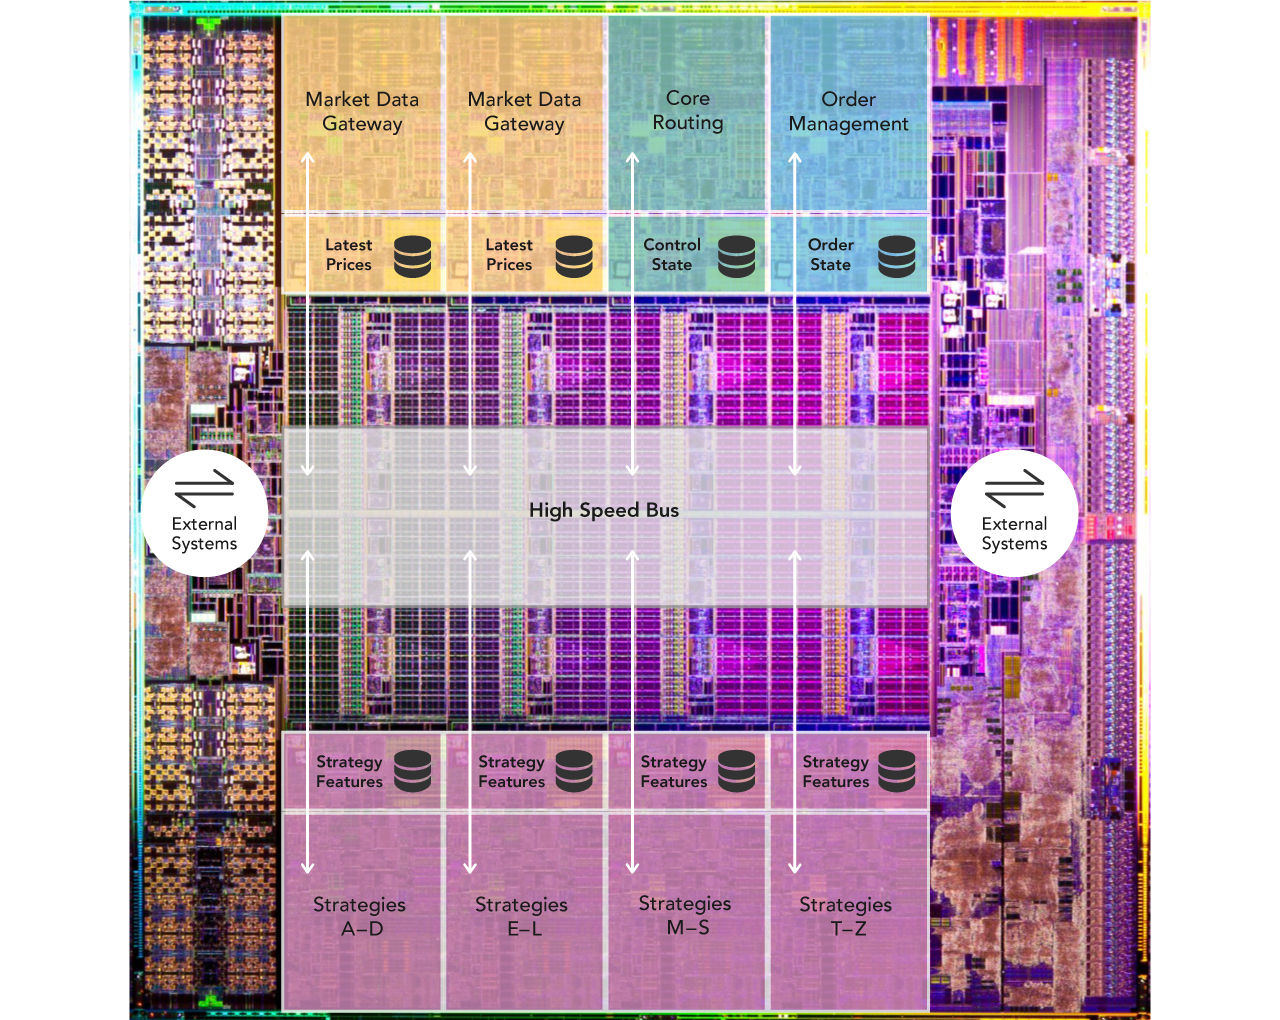 Market Data
Gateway
Market Data
Gateway
Core
Routing
Order
Management
Latest
Prices
Latest
Prices
Control
State
Order
State
High Speed Bus
External
Systems
External
Systems
Strategy
Features
Strategy
Features
Strategy
Features
Strategy
Features
Strategies
A–D
Strategies
E–L
Strategies
M–S
Strategies
T–Z